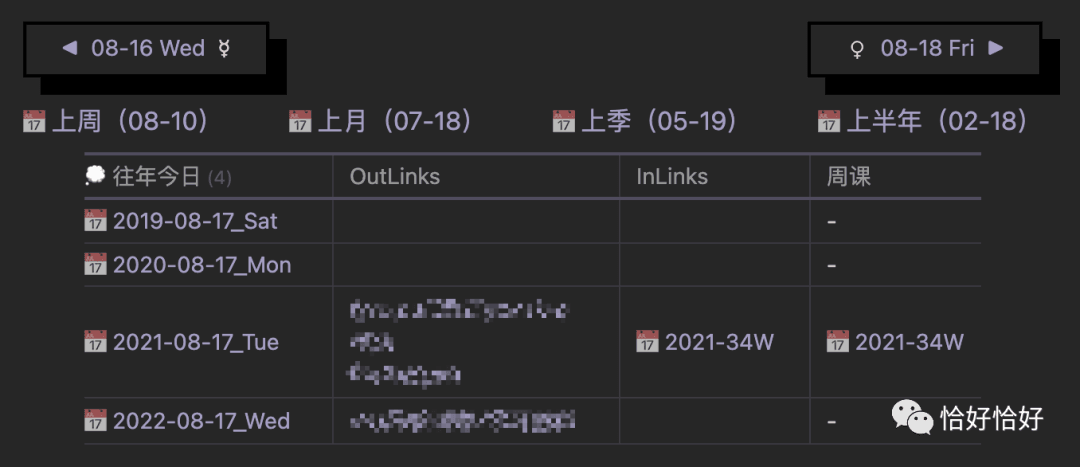 ◀ 08-16 Wed ☿
♀ 08-18 Fri ▶
上周（08-10）
上月（07-18）
上季（05-19）
上半年（02-18）
往年今日 (4) OutLinks InLinks 周课
2019-08-17_Sat -
2020-08-17_Mon -
2021-08-17_Tue 2021-34W 2021-34W
2022-08-17_Wed -
恰好恰好